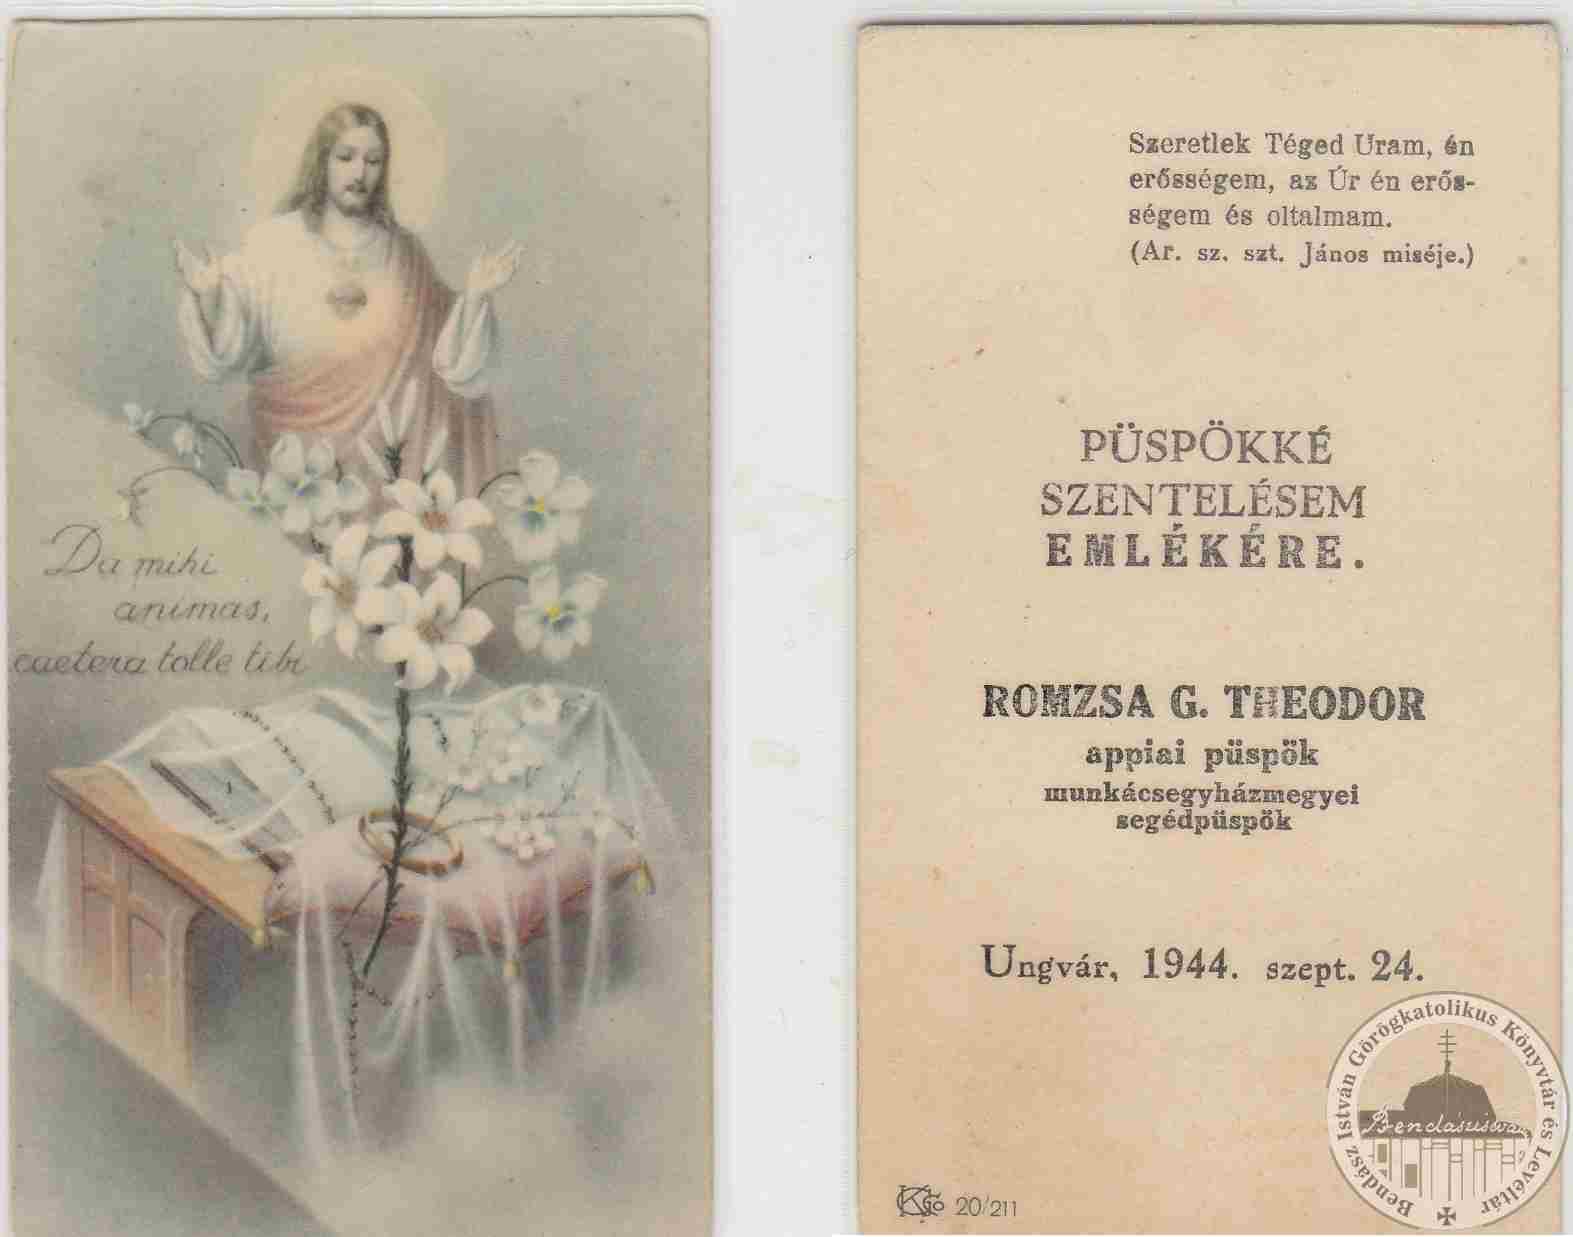 Da mihi
animas,
caetera tolle tibi
Szeretlek Téged Uram, én
erősségem, az Úr én erős-
ségem és oltalmam.
(Ar. sz. szt. János miséje.)
PÜSPÖKKÉ
SZENTELÉSEM
EMLÉKÉRE.
ROMZSA G. THEODOR
appiai püspök
munkácsegyházmegyei
segédpüspök
Ungvár, 1944. szept. 24.
20/211
Bendász István Görögkatolikus Könyvtár és Levéltár